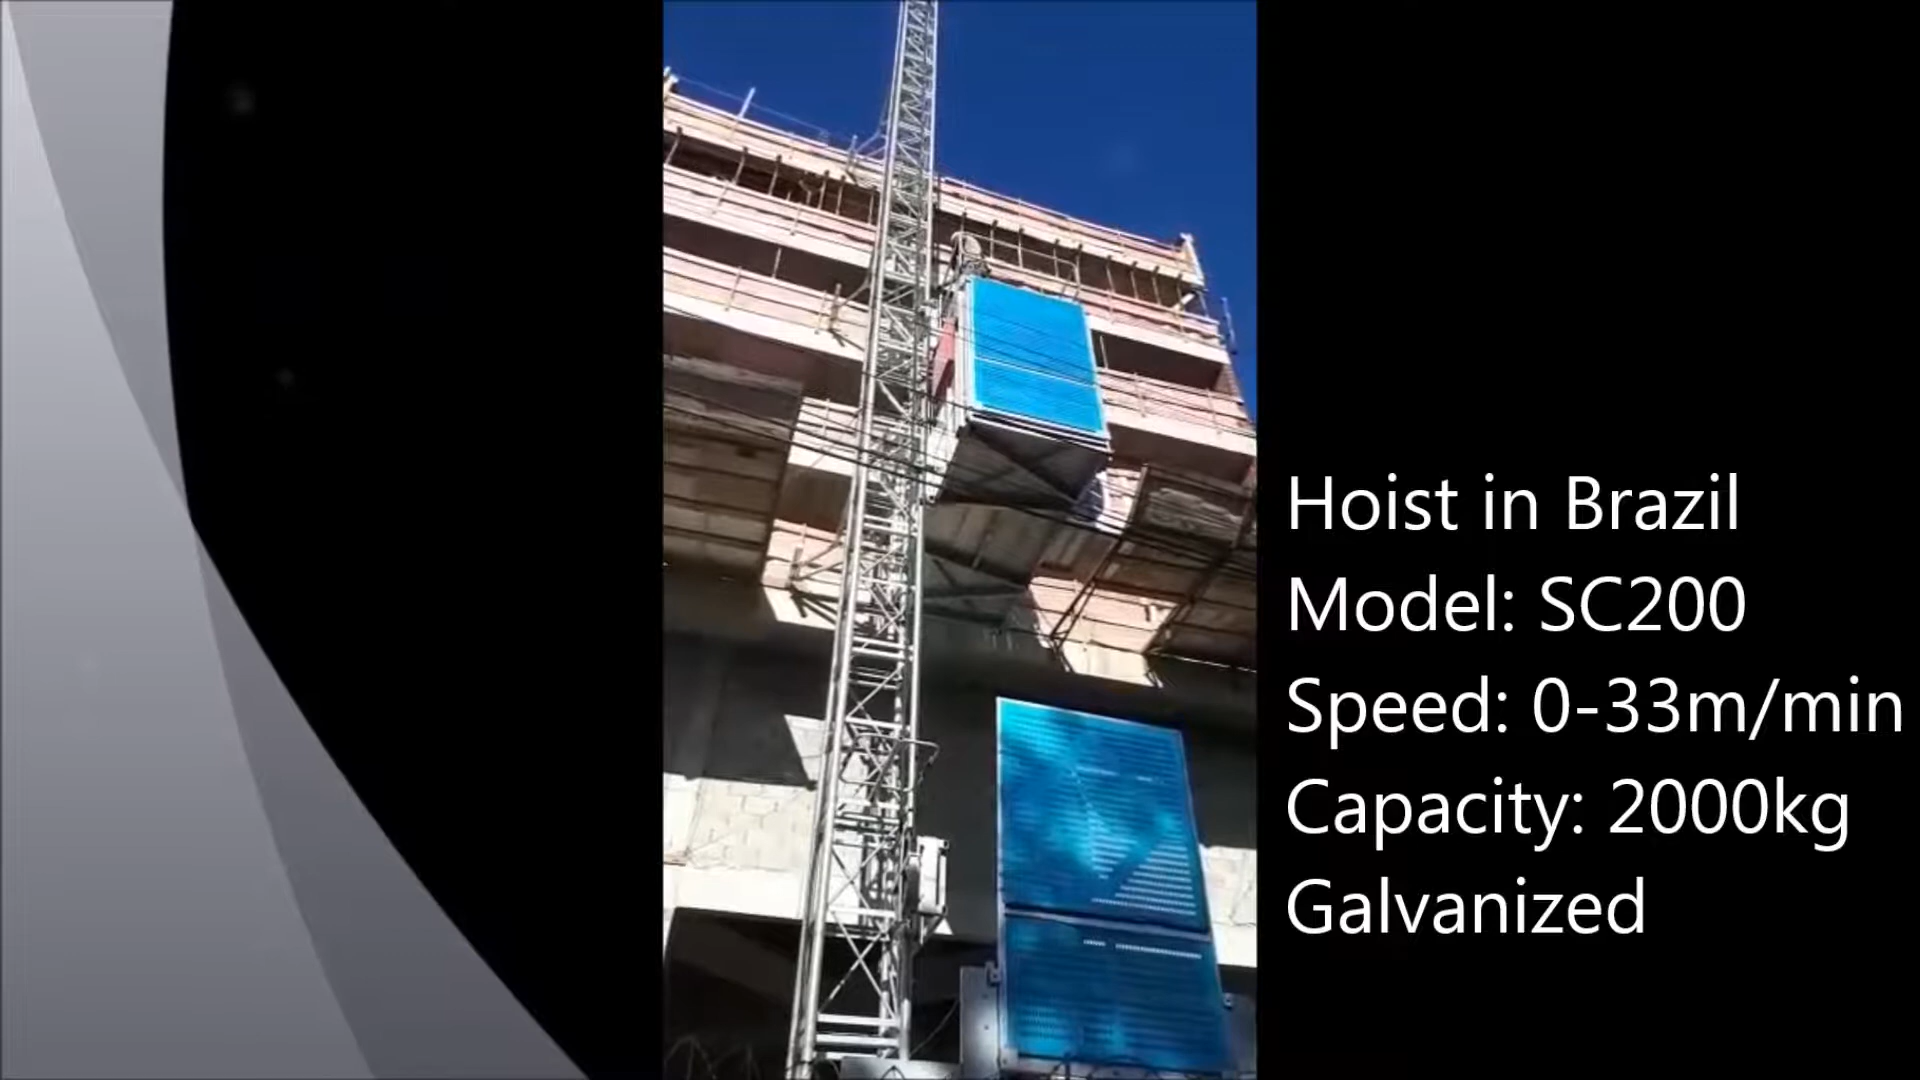 Hoist in Brazil
Model: SC200
Speed: 0-33m/min
Capacity: 2000kg
Galvanized